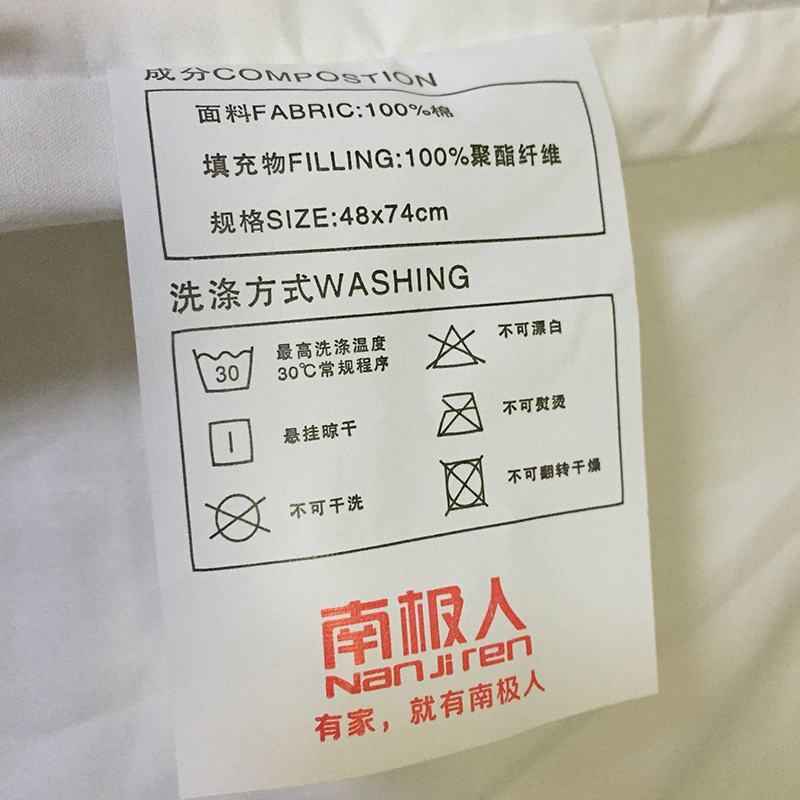 成分COMPOSTION
面料FABRIC:100%棉
填充物FILLING:100%聚酯纤维
规格SIZE:48x74cm
洗涤方式WASHING
30
最高洗涤温度
30℃常规程序
不可漂白
悬挂晾干
不可熨烫
不可干洗
不可翻转干燥
南极人
NanJiren
有家，就有南极人